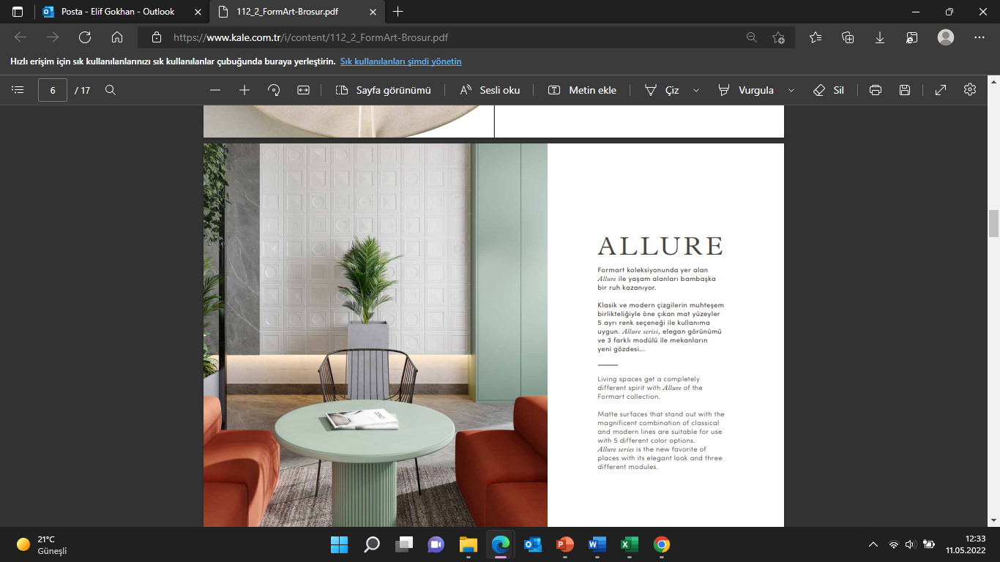 Posta - Elif Gokhan - Outlook
112_2_FormArt-Brosur.pdf
https://www.kale.com.tr/i/content/112_2_FormArt-Brosur.pdf
Hızlı erişim için sık kullanılanlarınızı sık kullanılanlar çubuğunda buraya yerleştirin. Sık kullanılanları şimdi yönetin
6 / 17 Sayfa görünümü Sesli oku Metin ekle Çiz Vurgula Sil
ALLURE
Formart koleksiyonunda yer alan
Allure ile yaşam alanları bambaşka
bir ruh kazanıyor.
Klasik ve modern çizgilerin muhteşem
birlikteliğiyle öne çıkan mat yüzeyler
5 ayrı renk seçeneği ile kullanıma
uygun. Allure serisi, elegan görünümü
ve 3 farklı modülü ile mekanların
yeni gözdesi...
Living spaces get a completely
different spirit with Allure of the
Formart collection.
Matte surfaces that stand out with the
magnificent combination of classical
and modern lines are suitable for use
with 5 different color options.
Allure series is the new favorite of
places with its elegant look and three
different modules.
21°C
Güneşli
12:33
11.05.2022